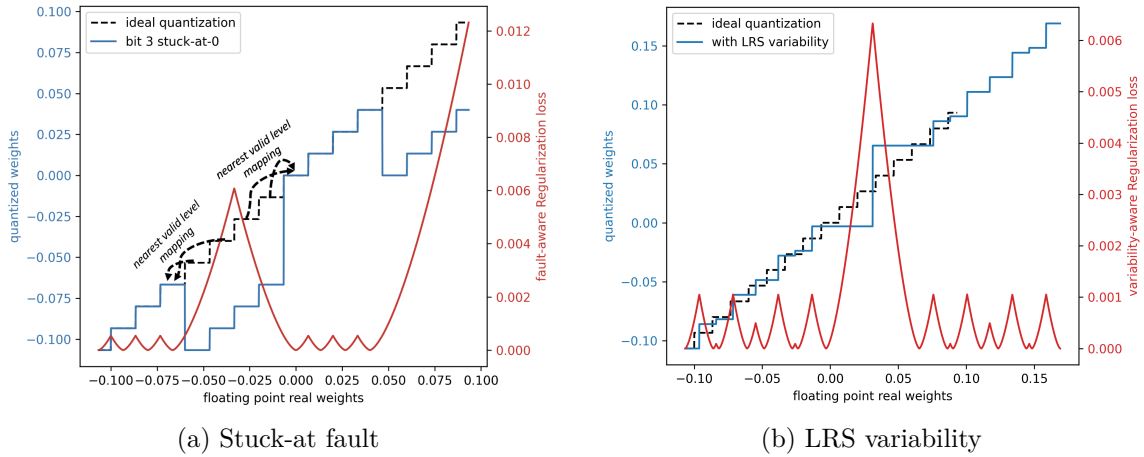 ideal quantization
bit 3 stuck-at-0
0.100
0.075
0.050
0.025
0.000
−0.025
−0.050
−0.075
−0.100
quantized weights
nearest valid level
mapping
nearest valid level
mapping
0.012
0.010
0.008
0.006
0.004
0.002
0.000
fault-aware Regularization loss
−0.100 −0.075 −0.050 −0.025 0.000 0.025 0.050 0.075 0.100
floating point real weights
(a) Stuck-at fault
ideal quantization
with LRS variability
0.15
0.10
0.05
0.00
−0.05
−0.10
quantized weights
0.006
0.005
0.004
0.003
0.002
0.001
0.000
variability-aware Regularization loss
−0.10 −0.05 0.00 0.05 0.10 0.15
floating point real weights
(b) LRS variability